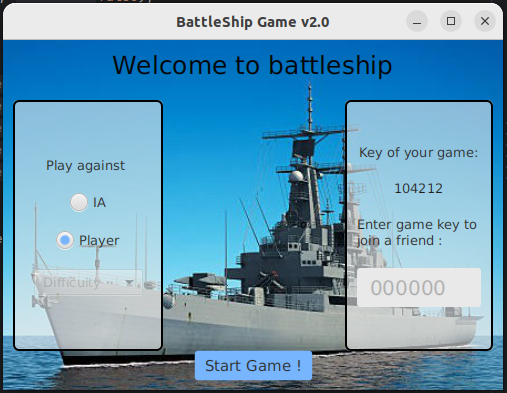 BattleShip Game v2.0
Welcome to battleship
Play against
IA
Player
Difficulty
Key of your game:
104212
Enter game key to
join a friend :
000000
Start Game !